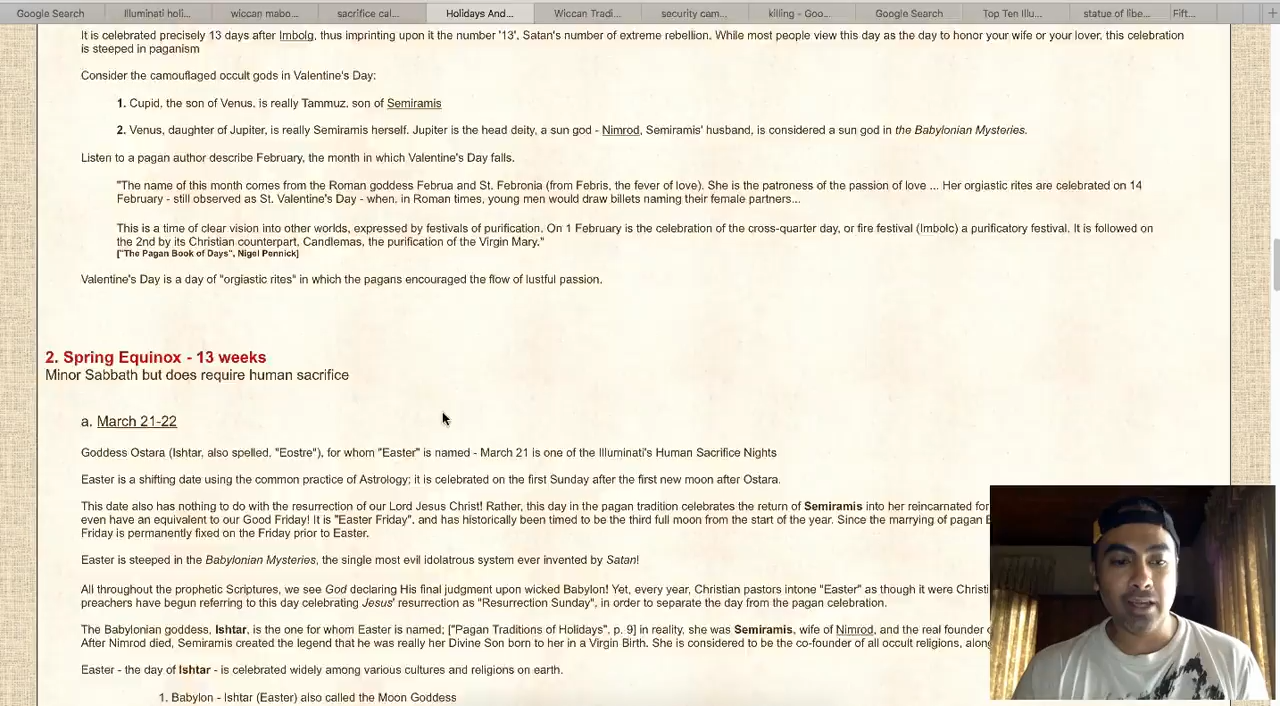 Google Search
Illuminati holi...
wiccan mabo...
sacrifice cal...
Holidays And...
Wiccan Tradi...
security cam...
killing - Goo...
Google Search
Top Ten Illu...
statue of libe...
Fift...
It is celebrated precisely 13 days after Imbolg, thus imprinting upon it the number '13', Satan's number of extreme rebellion. While most people view this day as the day to honor your wife or your lover, this celebration
is steeped in paganism
Consider the camouflaged occult gods in Valentine's Day:
1. Cupid, the son of Venus, is really Tammuz, son of Semiramis
2. Venus, daughter of Jupiter, is really Semiramis herself. Jupiter is the head deity, a sun god - Nimrod, Semiramis' husband, is considered a sun god in the Babylonian Mysteries.
Listen to a pagan author describe February, the month in which Valentine's Day falls.
"The name of this month comes from the Roman goddess Februa and St. Febronia (from Febris, the fever of love). She is the patroness of the passion of love ... Her orgiastic rites are celebrated on 14
February - still observed as St. Valentine's Day - when, in Roman times, young men would draw billets naming their female partners...
This is a time of clear vision into other worlds, expressed by festivals of purification. On 1 February is the celebration of the cross-quarter day, or fire festival (Imbolc) a purificatory festival. It is followed on
the 2nd by its Christian counterpart, Candlemas, the purification of the Virgin Mary."
["The Pagan Book of Days", Nigel Pennick]
Valentine's Day is a day of "orgiastic rites" in which the pagans encouraged the flow of lustful passion.
2. Spring Equinox - 13 weeks
Minor Sabbath but does require human sacrifice
a. March 21-22
Goddess Ostara (Ishtar, also spelled, "Eostre"), for whom "Easter" is named - March 21 is one of the Illuminati's Human Sacrifice Nights
Easter is a shifting date using the common practice of Astrology; it is celebrated on the first Sunday after the first new moon after Ostara.
This date also has nothing to do with the resurrection of our Lord Jesus Christ! Rather, this day in the pagan tradition celebrates the return of Semiramis into her reincarnated for
even have an equivalent to our Good Friday! It is "Easter Friday", and has historically been timed to be the third full moon from the start of the year. Since the marrying of pagan E
Friday is permanently fixed on the Friday prior to Easter.
Easter is steeped in the Babylonian Mysteries, the single most evil idolatrous system ever invented by Satan!
All throughout the prophetic Scriptures, we see God declaring His final judgment upon wicked Babylon! Yet, every year, Christian pastors intone "Easter" as though it were Christi
preachers have begun referring to this day celebrating Jesus' resurrection as "Resurrection Sunday", in order to separate the day from the pagan celebration.
The Babylonian goddess, Ishtar, is the one for whom Easter is named; ["Pagan Traditions of Holidays", p. 9] in reality, she was Semiramis, wife of Nimrod, and the real founder
After Nimrod died, Semiramis created the legend that he was really her Divine Son born to her in a Virgin Birth. She is considered to be the co-founder of all occult religions, along
Easter - the day of Ishtar - is celebrated widely among various cultures and religions on earth.
1. Babylon - Ishtar (Easter) also called the Moon Goddess